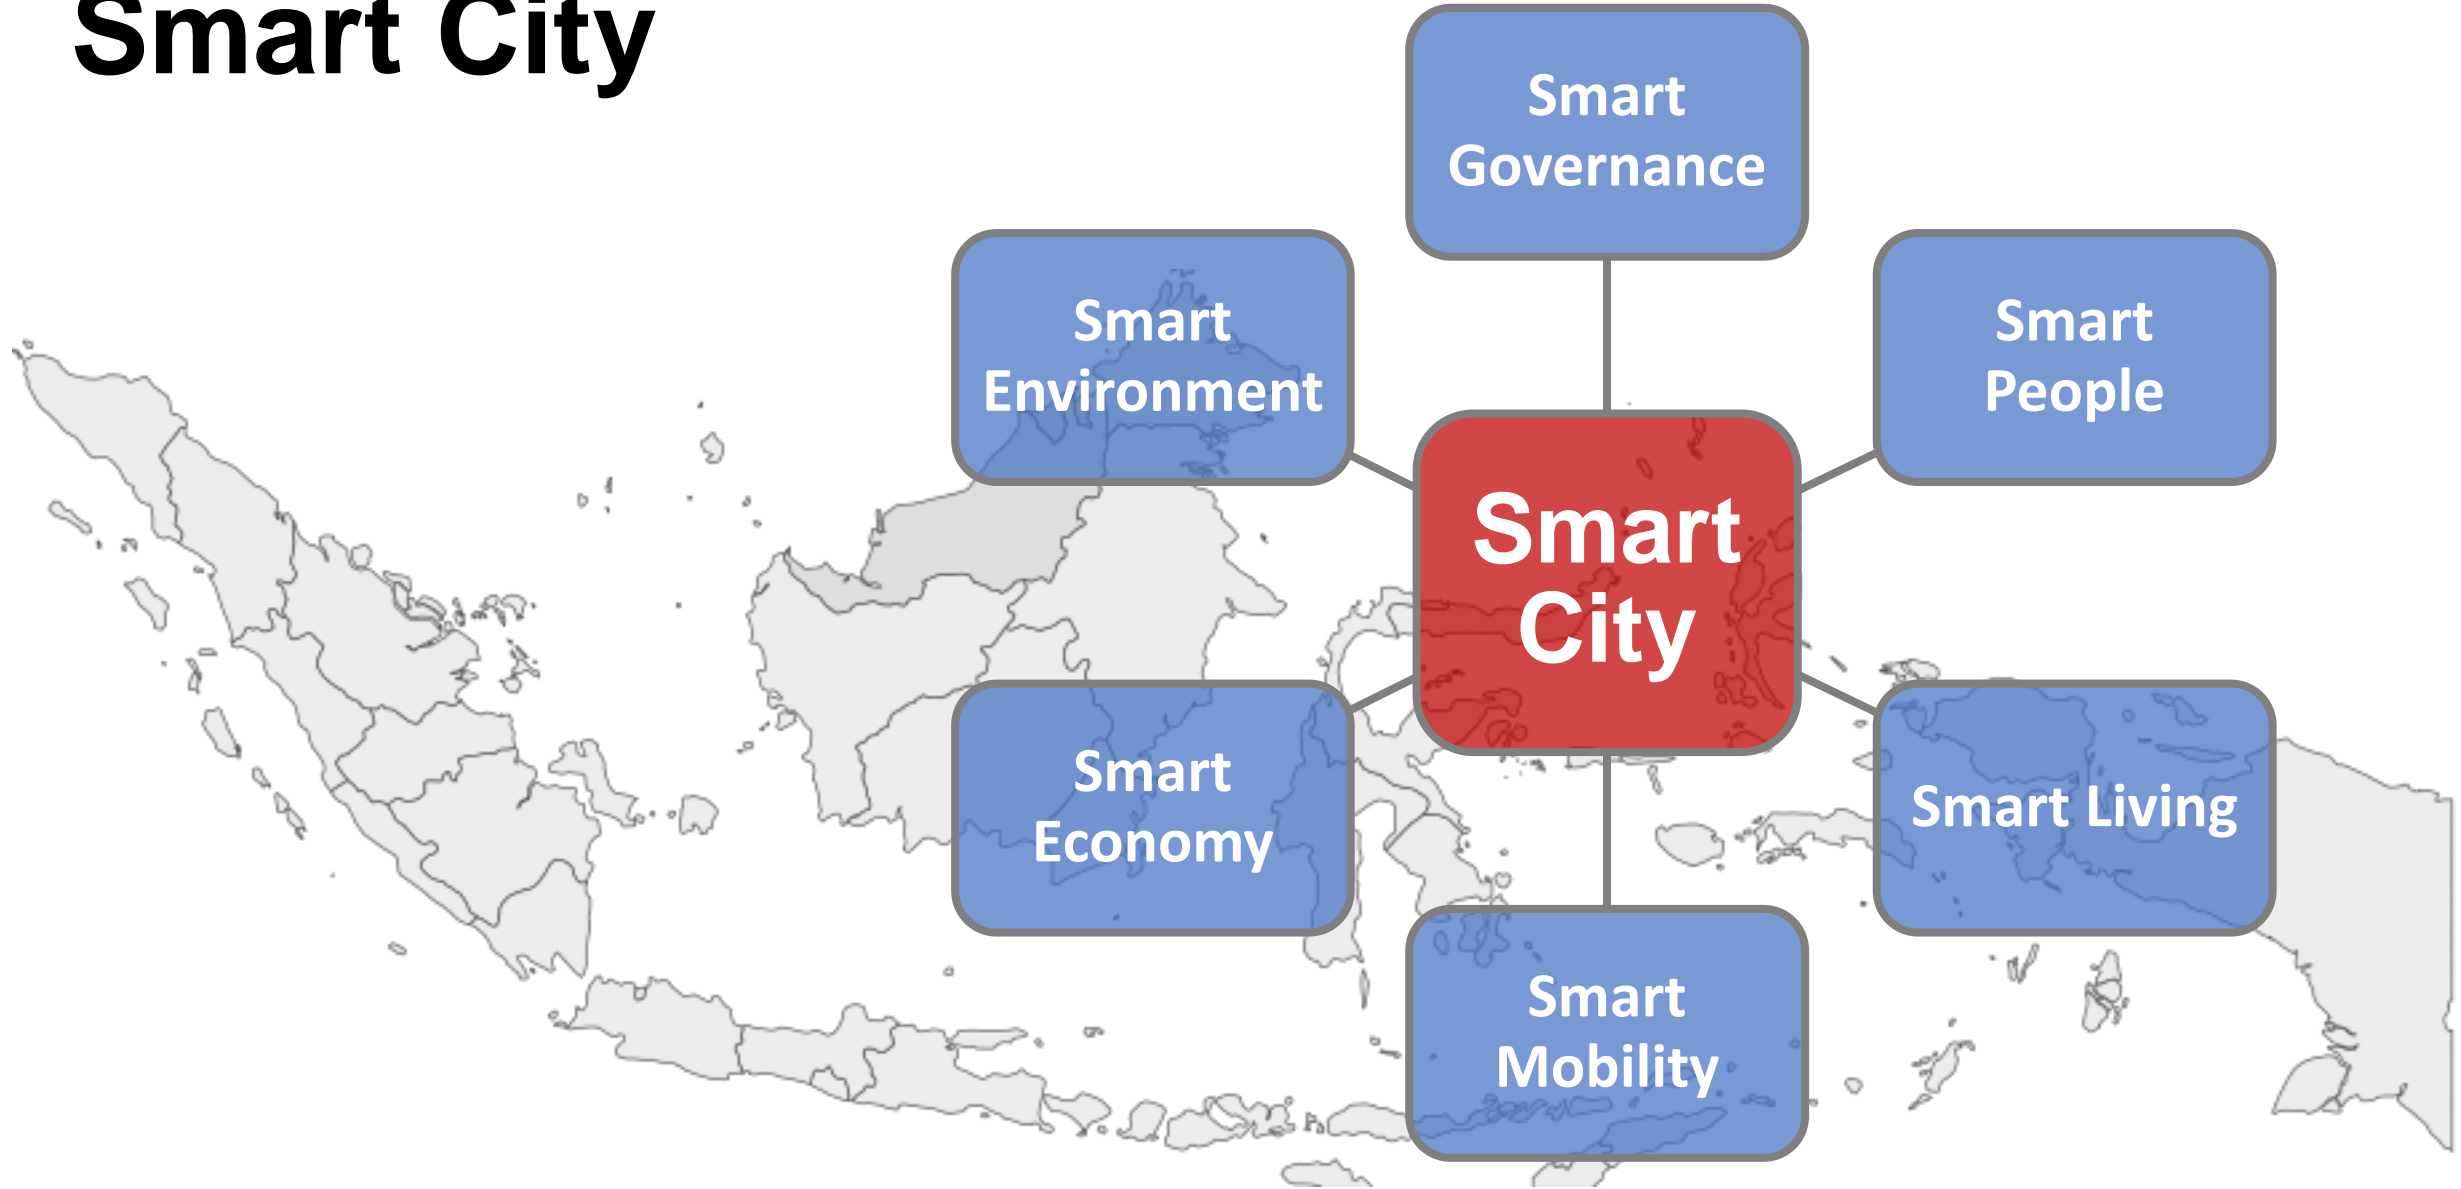 Smart City
Smart
Governance
Smart
Environment
Smart
People
Smart
City
Smart
Economy
Smart Living
Smart
Mobility